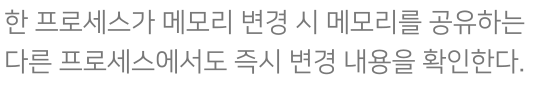 한 프로세스가 메모리 변경 시 메모리를 공유하는
다른 프로세스에서도 즉시 변경 내용을 확인한다.